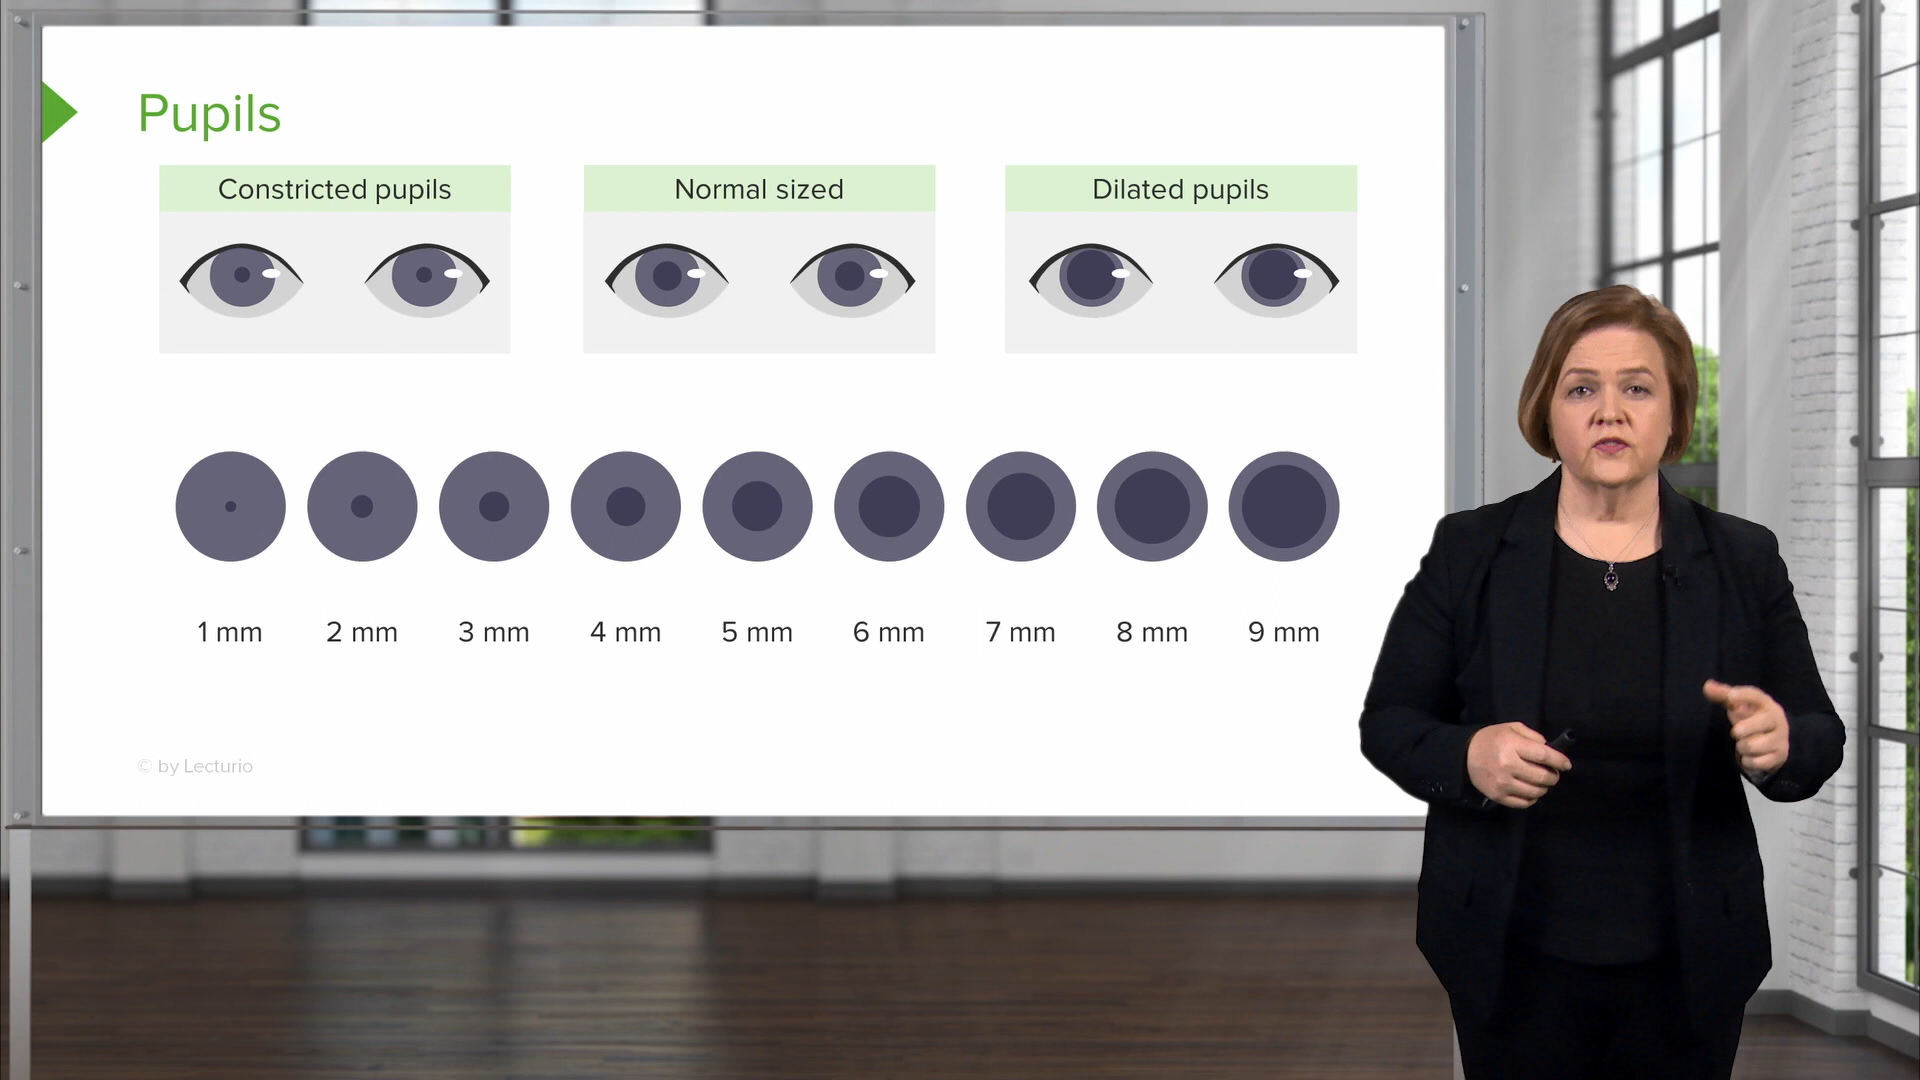 Pupils
Constricted pupils
Normal sized
Dilated pupils
1 mm
2 mm
3 mm
4 mm
5 mm
6 mm
7 mm
8 mm
9 mm
© by Lecturio